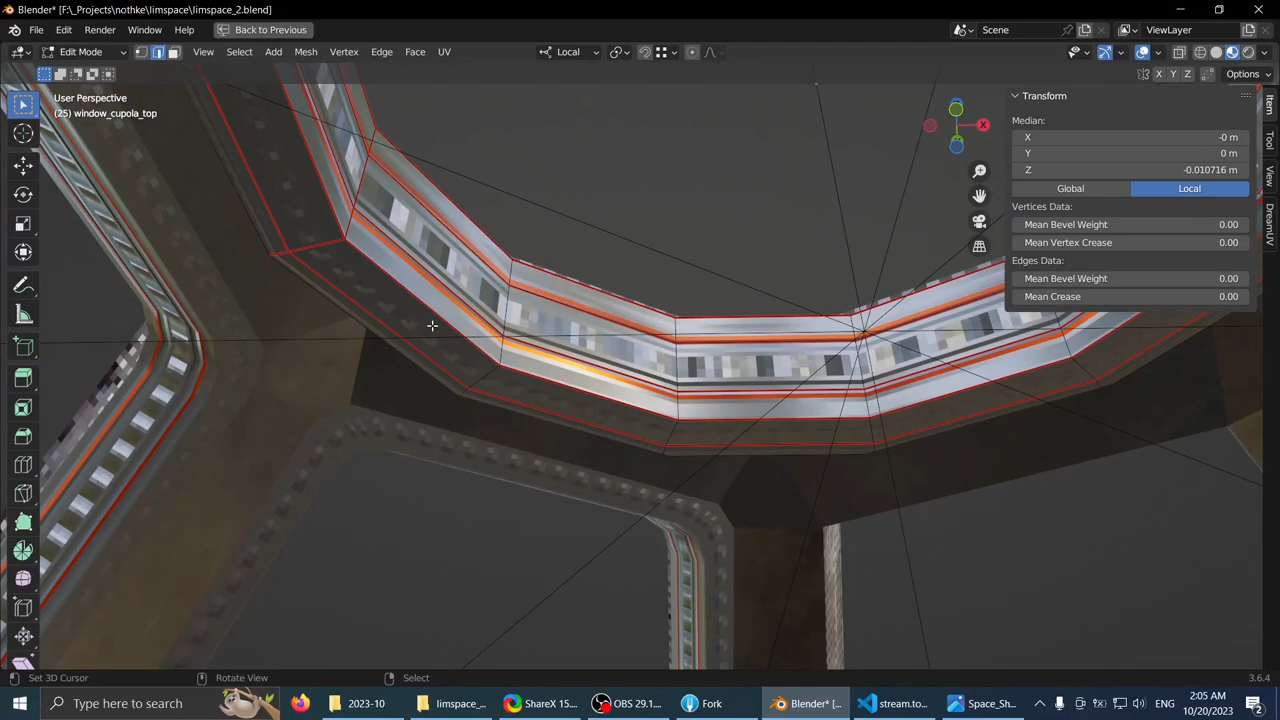 Blender* [F:\_Projects\nothke\limspace\limspace_2.blend]
File Edit Render Window Help Back to Previous Scene ViewLayer
Edit Mode View Select Add Mesh Vertex Edge Face UV Local
X Y Z Options
User Perspective
(25) window_cupola_top
Transform
Median:
X -0 m
Y 0 m
Z -0.010716 m
Global Local
Vertices Data:
Mean Bevel Weight 0.00
Mean Vertex Crease 0.00
Edges Data:
Mean Bevel Weight 0.00
Mean Crease 0.00
Item
Tool
View
DreamUV
X
Set 3D Cursor Rotate View Select 3.6.4
Type here to search 2023-10 limspace_... ShareX 15.... OBS 29.1.... Fork Blender* [... stream.to... Space_Sh... 2:05 AM
10/20/2023 2